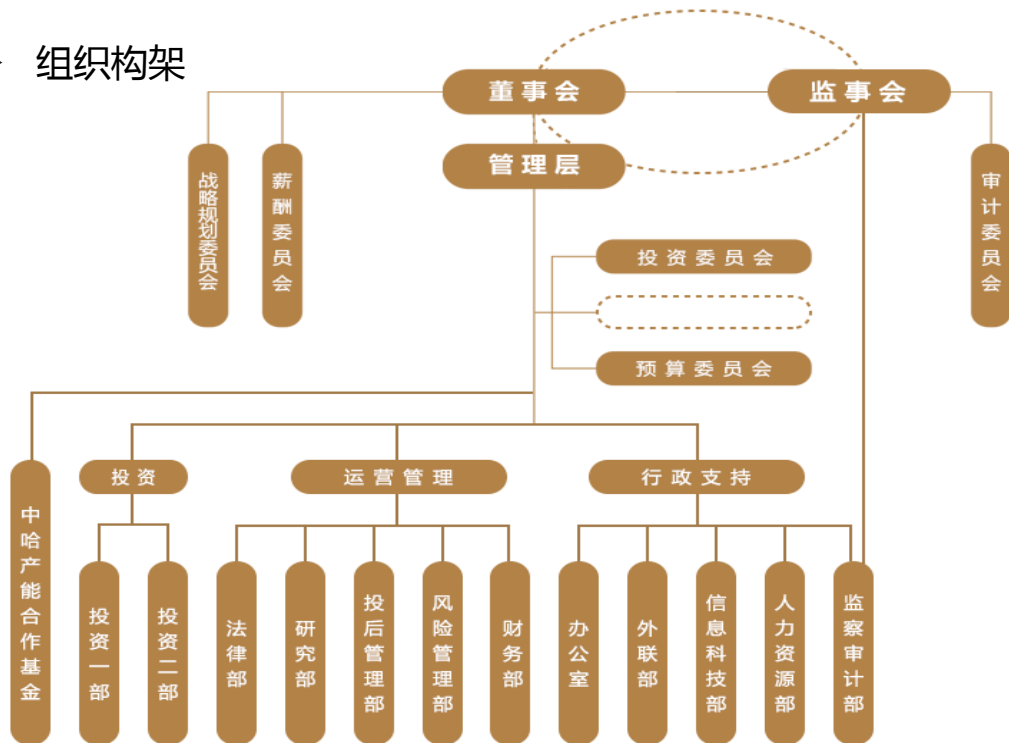 组织构架
董事会
监事会
管理层
战略规划委员会
薪酬委员会
审计委员会
投资委员会
预算委员会
投资
运营管理
行政支持
中哈产能合作基金
投资一部
投资二部
法律部
研究部
投后管理部
风险管理部
财务部
办公室
外联部
信息科技部
人力资源部
监察审计部